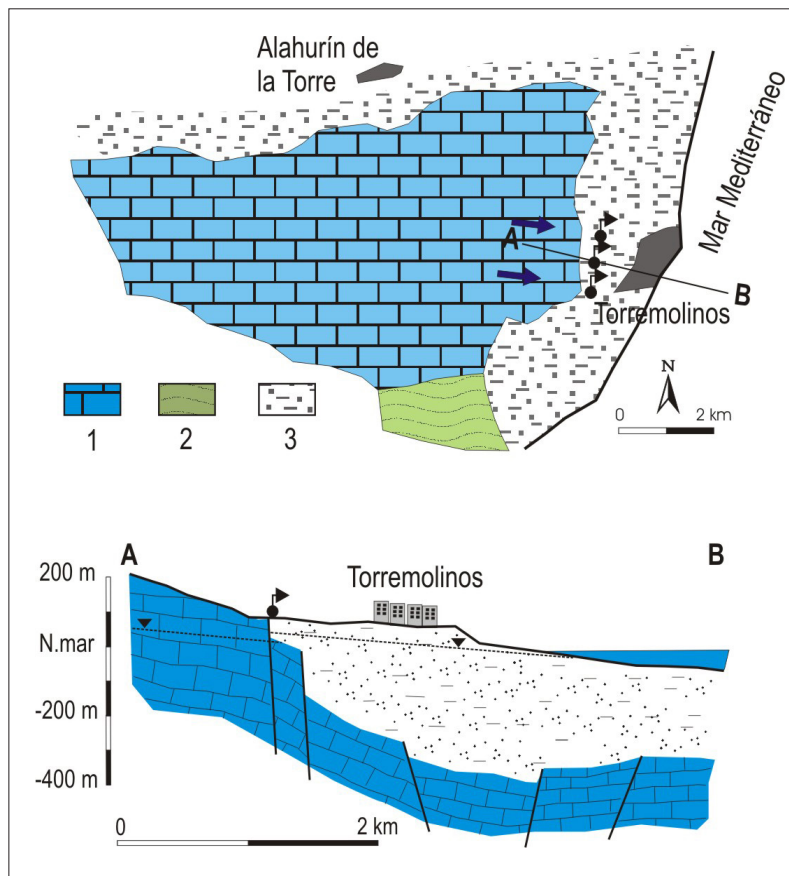 Alahurín de
la Torre
Mar Mediterráneo
A
B
Torremolinos
N
1
2
3
0 2 km
A
B
200 m
Torremolinos
N.mar
-200 m
-400 m
0 2 km